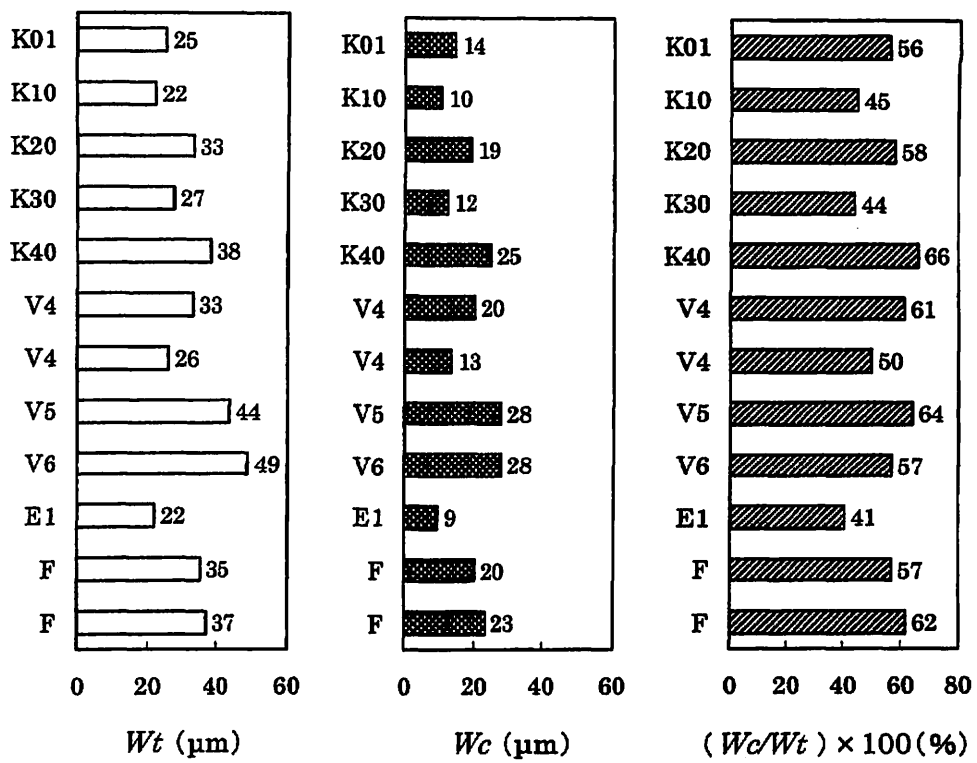 K01 25 K01 14 K01 56
K10 22 K10 10 K10 45
K20 33 K20 19 K20 58
K30 27 K30 12 K30 44
K40 38 K40 25 K40 66
V4 33 V4 20 V4 61
V4 26 V4 13 V4 50
V5 44 V5 28 V5 64
V6 49 V6 28 V6 57
E1 22 E1 9 E1 41
F 35 F 20 F 57
F 37 F 23 F 62
0 20 40 60 0 20 40 60 0 20 40 60 80
Wt (μm) Wc (μm) (Wc/Wt) × 100(%)